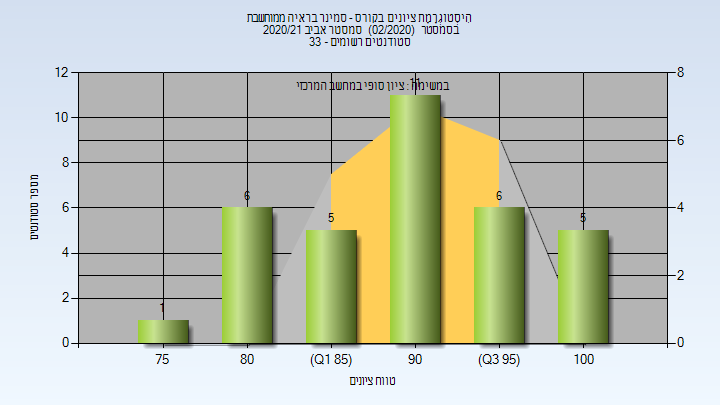 היסטוגרמת ציונים בקורס - סמינר בראיה ממוחשבת
בסמסטר (02/2020) סמסטר אביב 2020/21
סטודנטים רשומים - 33
במשימה: ציון סופי במחשב המרכזי
12
10
8
6
4
2
0
8
6
4
2
0
1
6
5
11
6
5
75
80
(Q1 85)
90
(Q3 95)
100
מספר סטודנטים
טווח ציונים